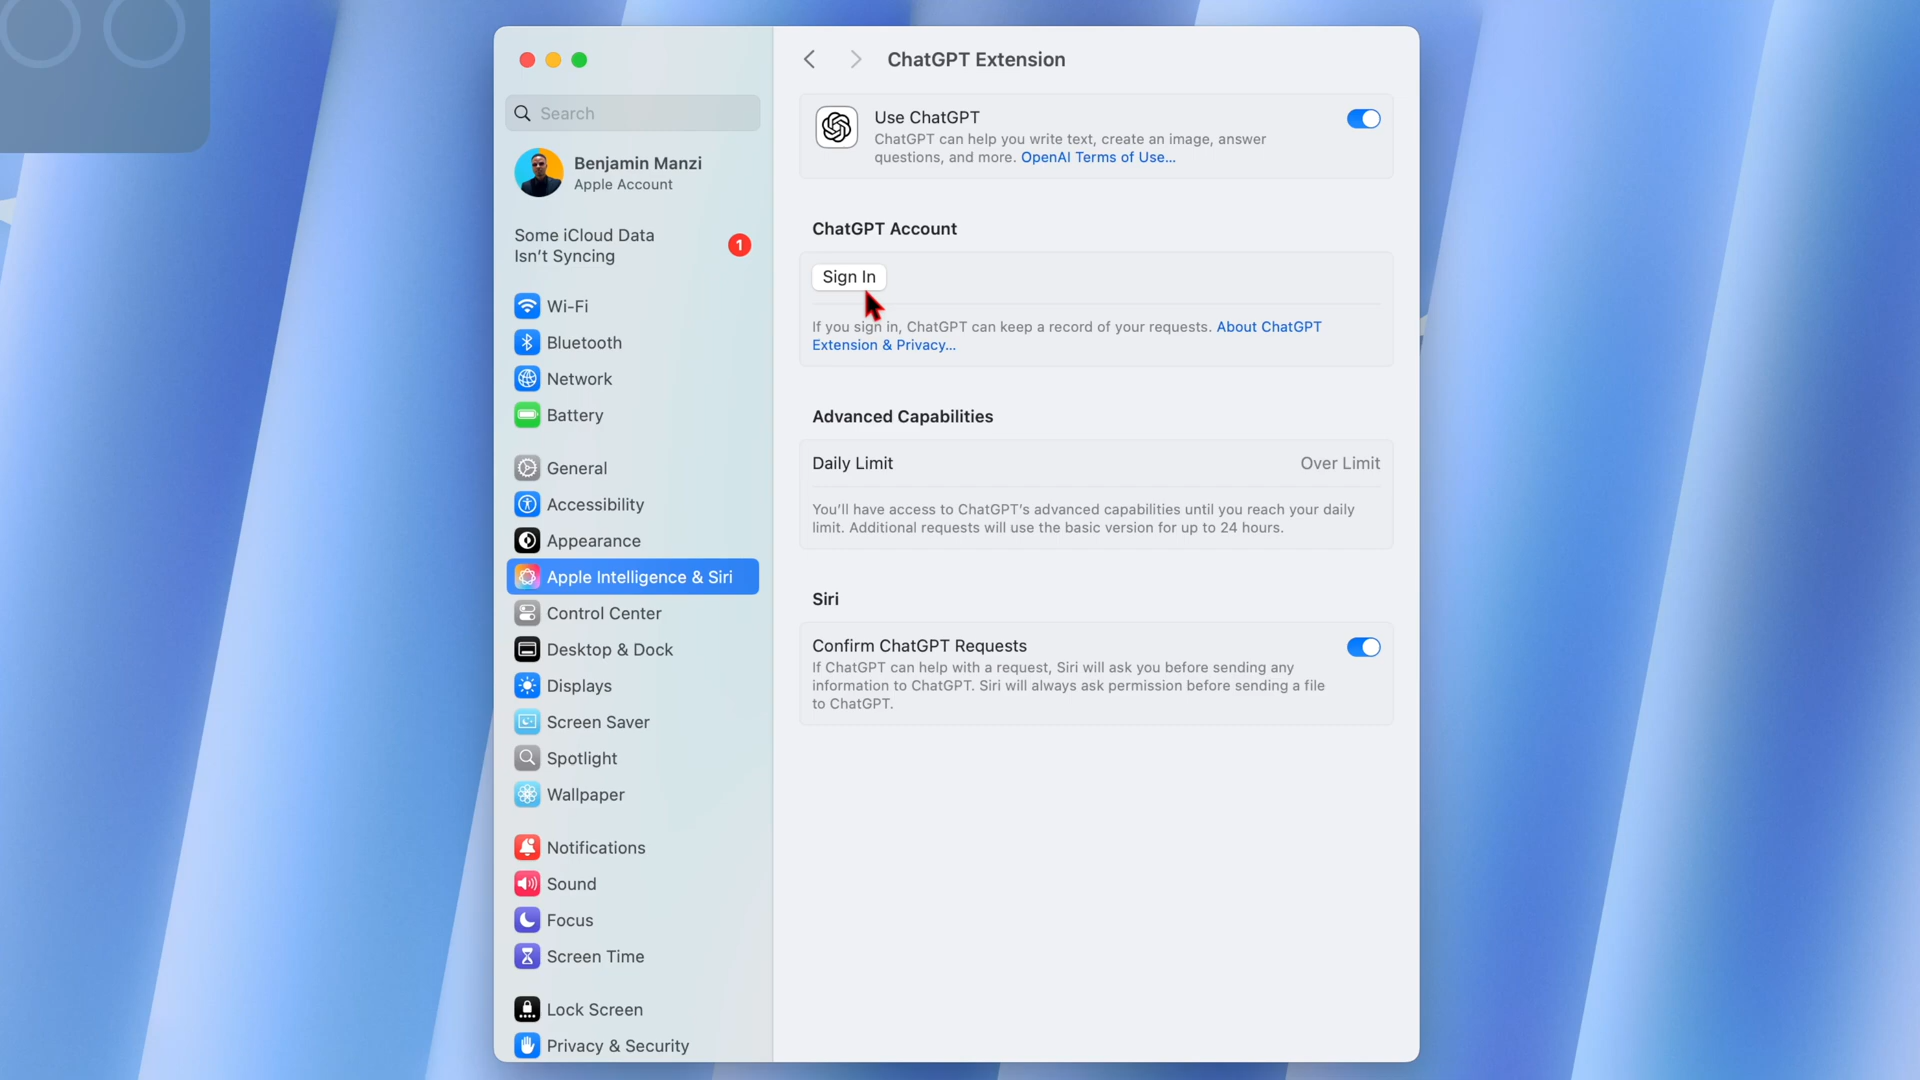 ChatGPT Extension
Search
Benjamin Manzi
Apple Account
Some iCloud Data
Isn't Syncing
1
Wi-Fi
Bluetooth
Network
Battery
General
Accessibility
Appearance
Apple Intelligence & Siri
Control Center
Desktop & Dock
Displays
Screen Saver
Spotlight
Wallpaper
Notifications
Sound
Focus
Screen Time
Lock Screen
Privacy & Security
Use ChatGPT
ChatGPT can help you write text, create an image, answer
questions, and more. OpenAI Terms of Use...
ChatGPT Account
Sign In
If you sign in, ChatGPT can keep a record of your requests. About ChatGPT
Extension & Privacy...
Advanced Capabilities
Daily Limit
Over Limit
You'll have access to ChatGPT's advanced capabilities until you reach your daily
limit. Additional requests will use the basic version for up to 24 hours.
Siri
Confirm ChatGPT Requests
If ChatGPT can help with a request, Siri will ask you before sending any
information to ChatGPT. Siri will always ask permission before sending a file
to ChatGPT.